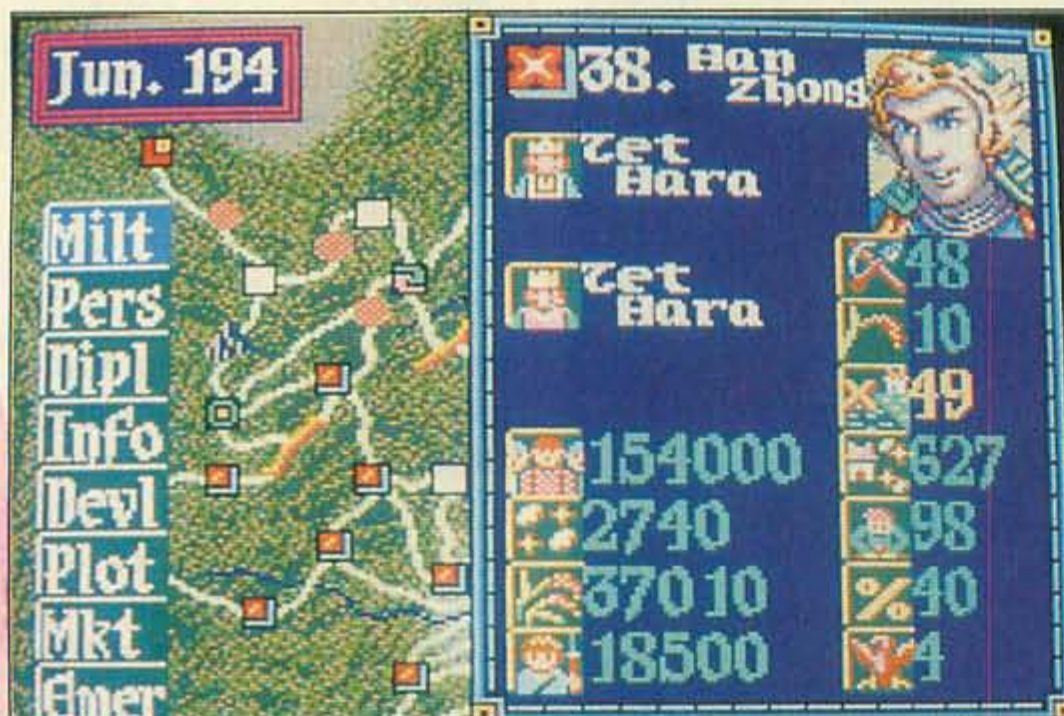 Jun. 194
Milt
Pers
Dipl
Info
Devl
Plot
Mkt
Emer
38. Han
Zhong
Tet
Hara
Tet
Hara
154000
2740
37010
18500
48
10
49
627
98
%40
4